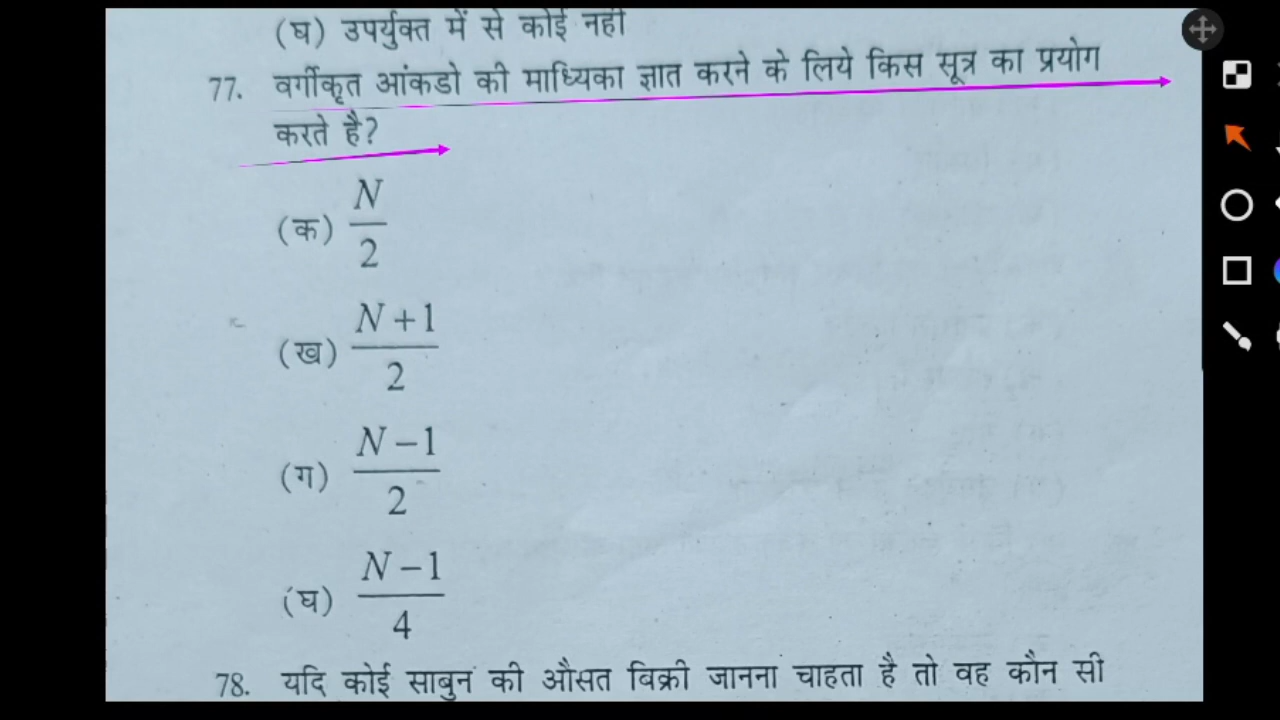 (घ) उपर्युक्त में से कोई नही
77. वर्गीकृत आंकडो की माध्यिका ज्ञात करने के लिये किस सूत्र का प्रयोग
करते है?
(क) N/2
(ख) N+1/2
(ग) N-1/2
(घ) N-1/4
78. यदि कोई साबुन की औसत बिक्री जानना चाहता है तो वह कौन सी